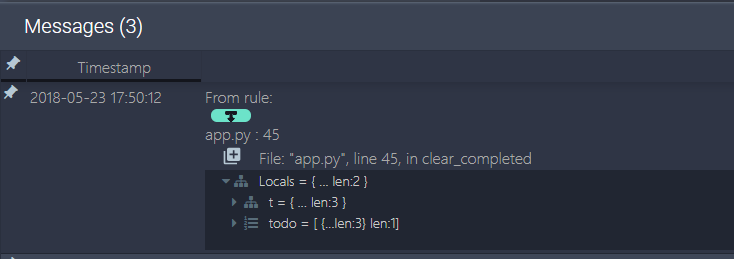 Messages (3)
Timestamp
2018-05-23 17:50:12 From rule:
app.py : 45
File: "app.py", line 45, in clear_completed
Locals = { ... len:2 }
t = { ... len:3 }
todo = [ {...len:3} len:1]